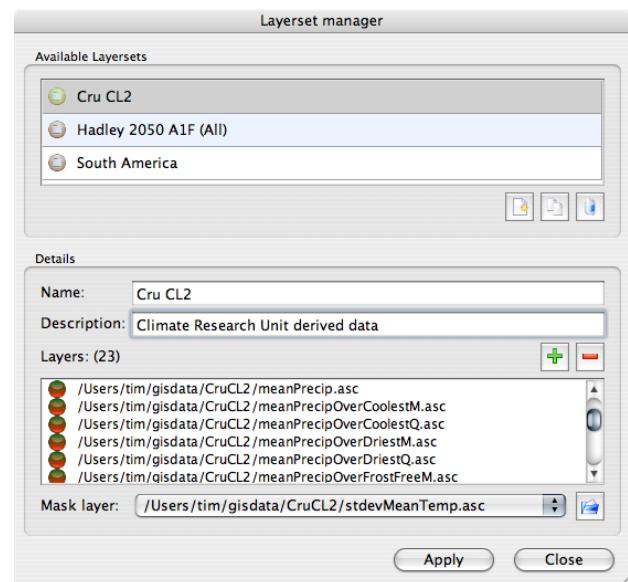 Layerset manager
Available Layersets
Cru CL2
Hadley 2050 A1F (All)
South America
Details
Name: Cru CL2
Description: Climate Research Unit derived data
Layers: (23)
/Users/tim/gisdata/CruCL2/meanPrecip.asc
/Users/tim/gisdata/CruCL2/meanPrecipOverCoolestM.asc
/Users/tim/gisdata/CruCL2/meanPrecipOverCoolestQ.asc
/Users/tim/gisdata/CruCL2/meanPrecipOverDriestM.asc
/Users/tim/gisdata/CruCL2/meanPrecipOverDriestQ.asc
/Users/tim/gisdata/CruCL2/meanPrecipOverFrostFreeM.asc
Mask layer: /Users/tim/gisdata/CruCL2/stdevMeanTemp.asc
Apply Close